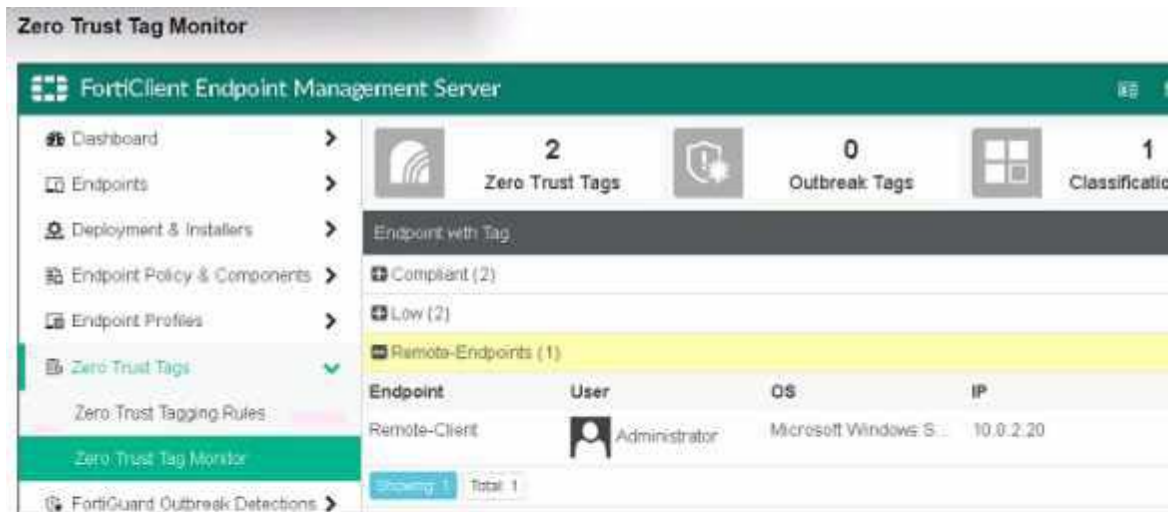 Zero Trust Tag Monitor
FortiClient Endpoint Management Server
Dashboard
Endpoints
Deployment & Installers
Endpoint Policy & Components
Endpoint Profiles
Zero Trust Tags
Zero Trust Tagging Rules
Zero Trust Tag Monitor
FortiGuard Outbreak Detections
2
Zero Trust Tags
0
Outbreak Tags
1
Classificatio
Endpoint with Tag
Compliant (2)
Low (2)
Remote-Endpoints (1)
Endpoint User OS IP
Remote-Client Administrator Microsoft Windows S... 10.0.2.20
Showing: 1 Total: 1